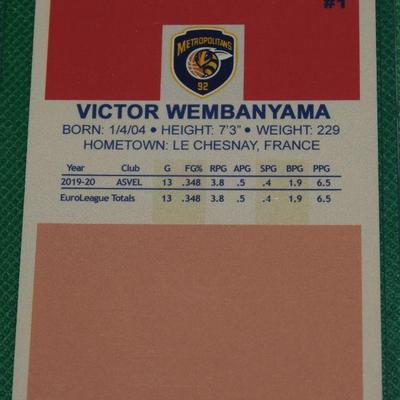 #1
METROPOLITANS
92
VICTOR WEMBANYAMA
BORN: 1/4/04 • HEIGHT: 7'3" • WEIGHT: 229
HOMETOWN: LE CHESNAY, FRANCE
Year Club G FG% RPG APG SPG BPG PPG
2019-20 ASVEL 13 .348 3.8 .5 .4 1.9 6.5
EuroLeague Totals 13 .348 3.8 .5 .4 1.9 6.5